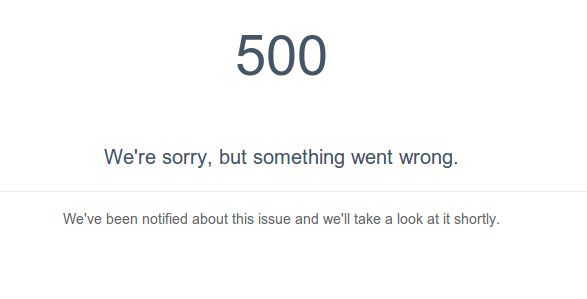 500
We're sorry, but something went wrong.
We've been notified about this issue and we'll take a look at it shortly.